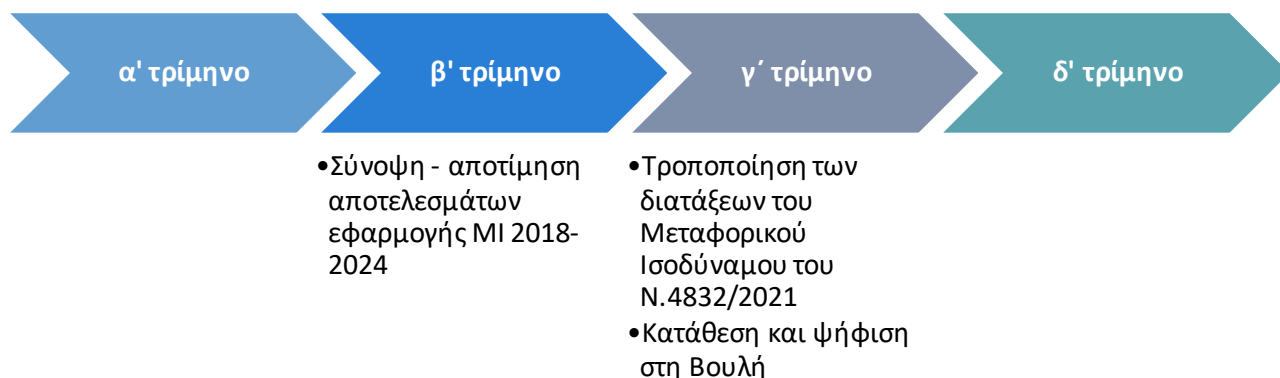 α' τρίμηνο
β' τρίμηνο
γ΄ τρίμηνο
δ' τρίμηνο
•Σύνοψη - αποτίμηση
αποτελεσμάτων
εφαρμογής ΜΙ 2018-
2024
•Τροποποίηση των
διατάξεων του
Μεταφορικού
Ισοδύναμου του
Ν.4832/2021
•Κατάθεση και ψήφιση
στη Βουλή